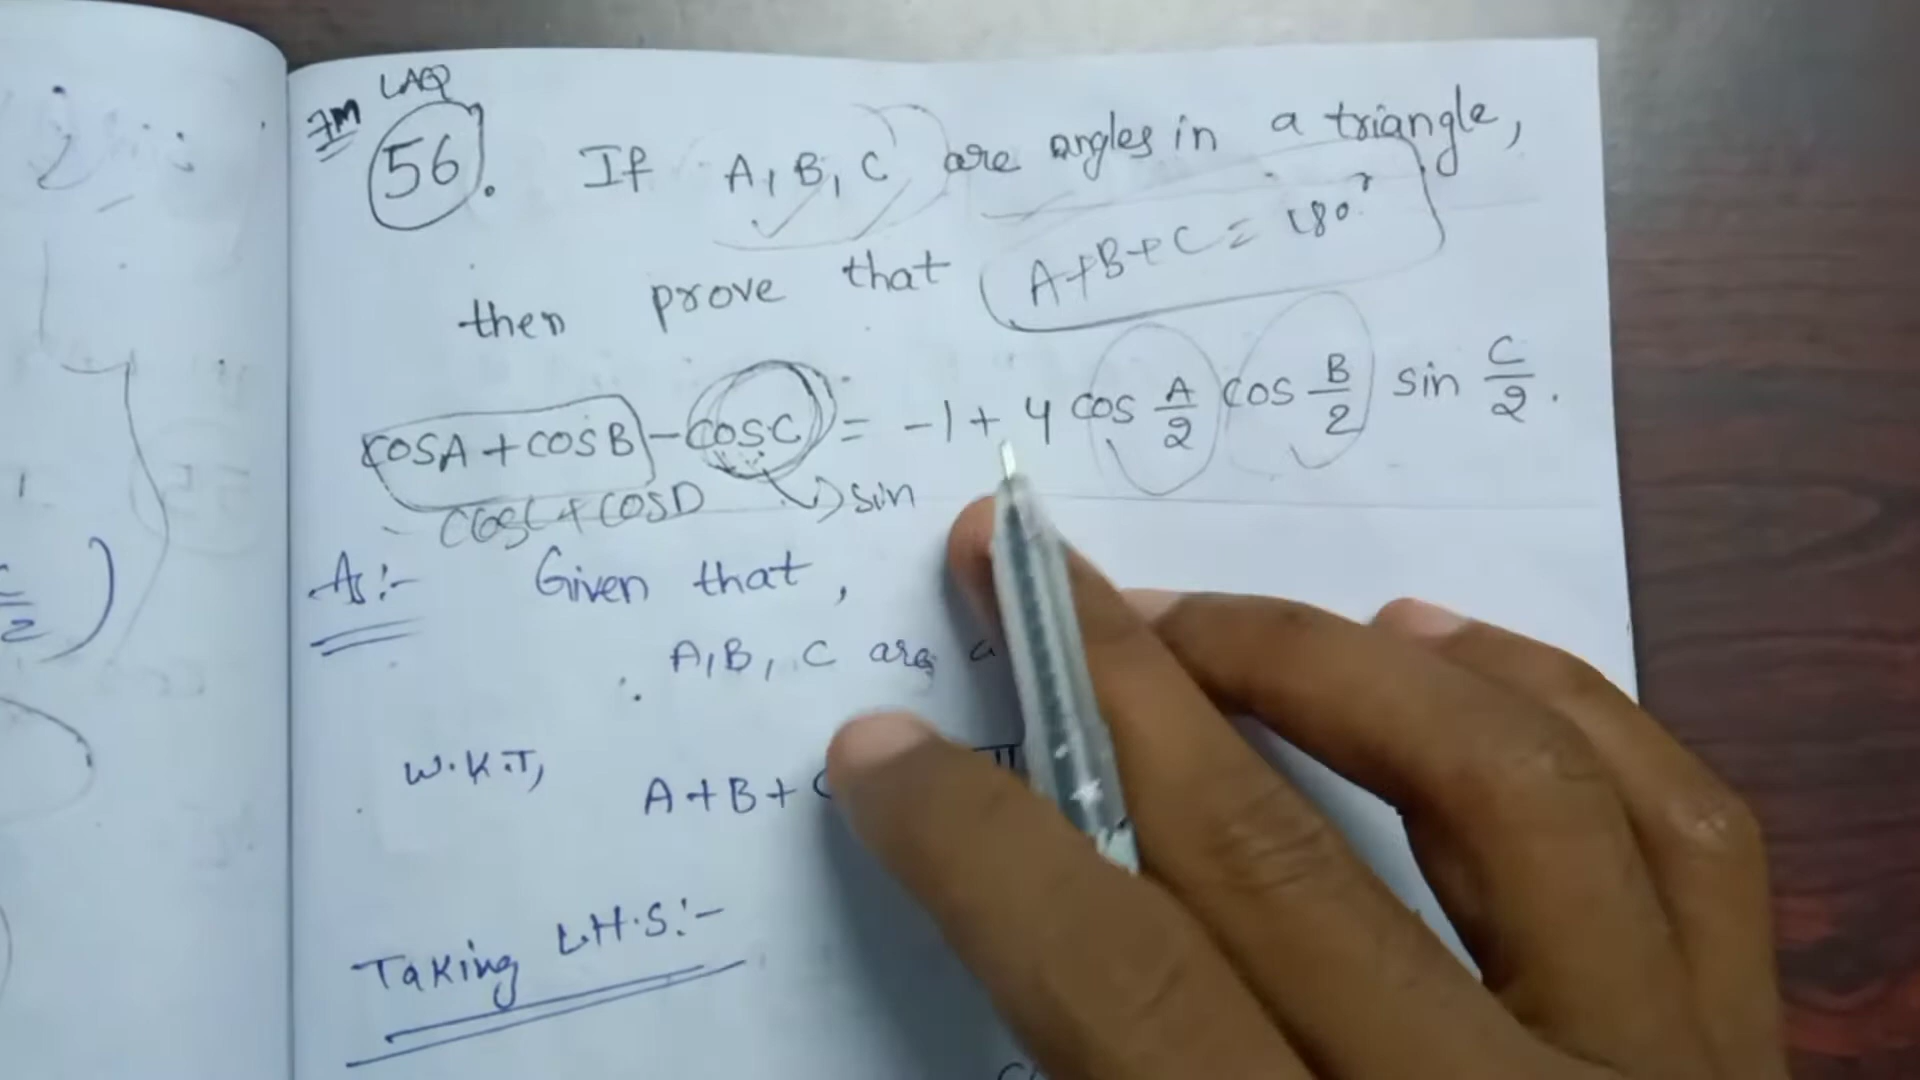 7M LAQ
56. If A, B, C are angles in a triangle,
then prove that A+B+C = 180°
cosA + cosB - cosC = -1 + 4 cos A/2 cos B/2 sin C/2.
cosC + cosD → sin
As:- Given that,
∴ A, B, C are
W.K.T, A+B+C
Taking L.H.S:-
2